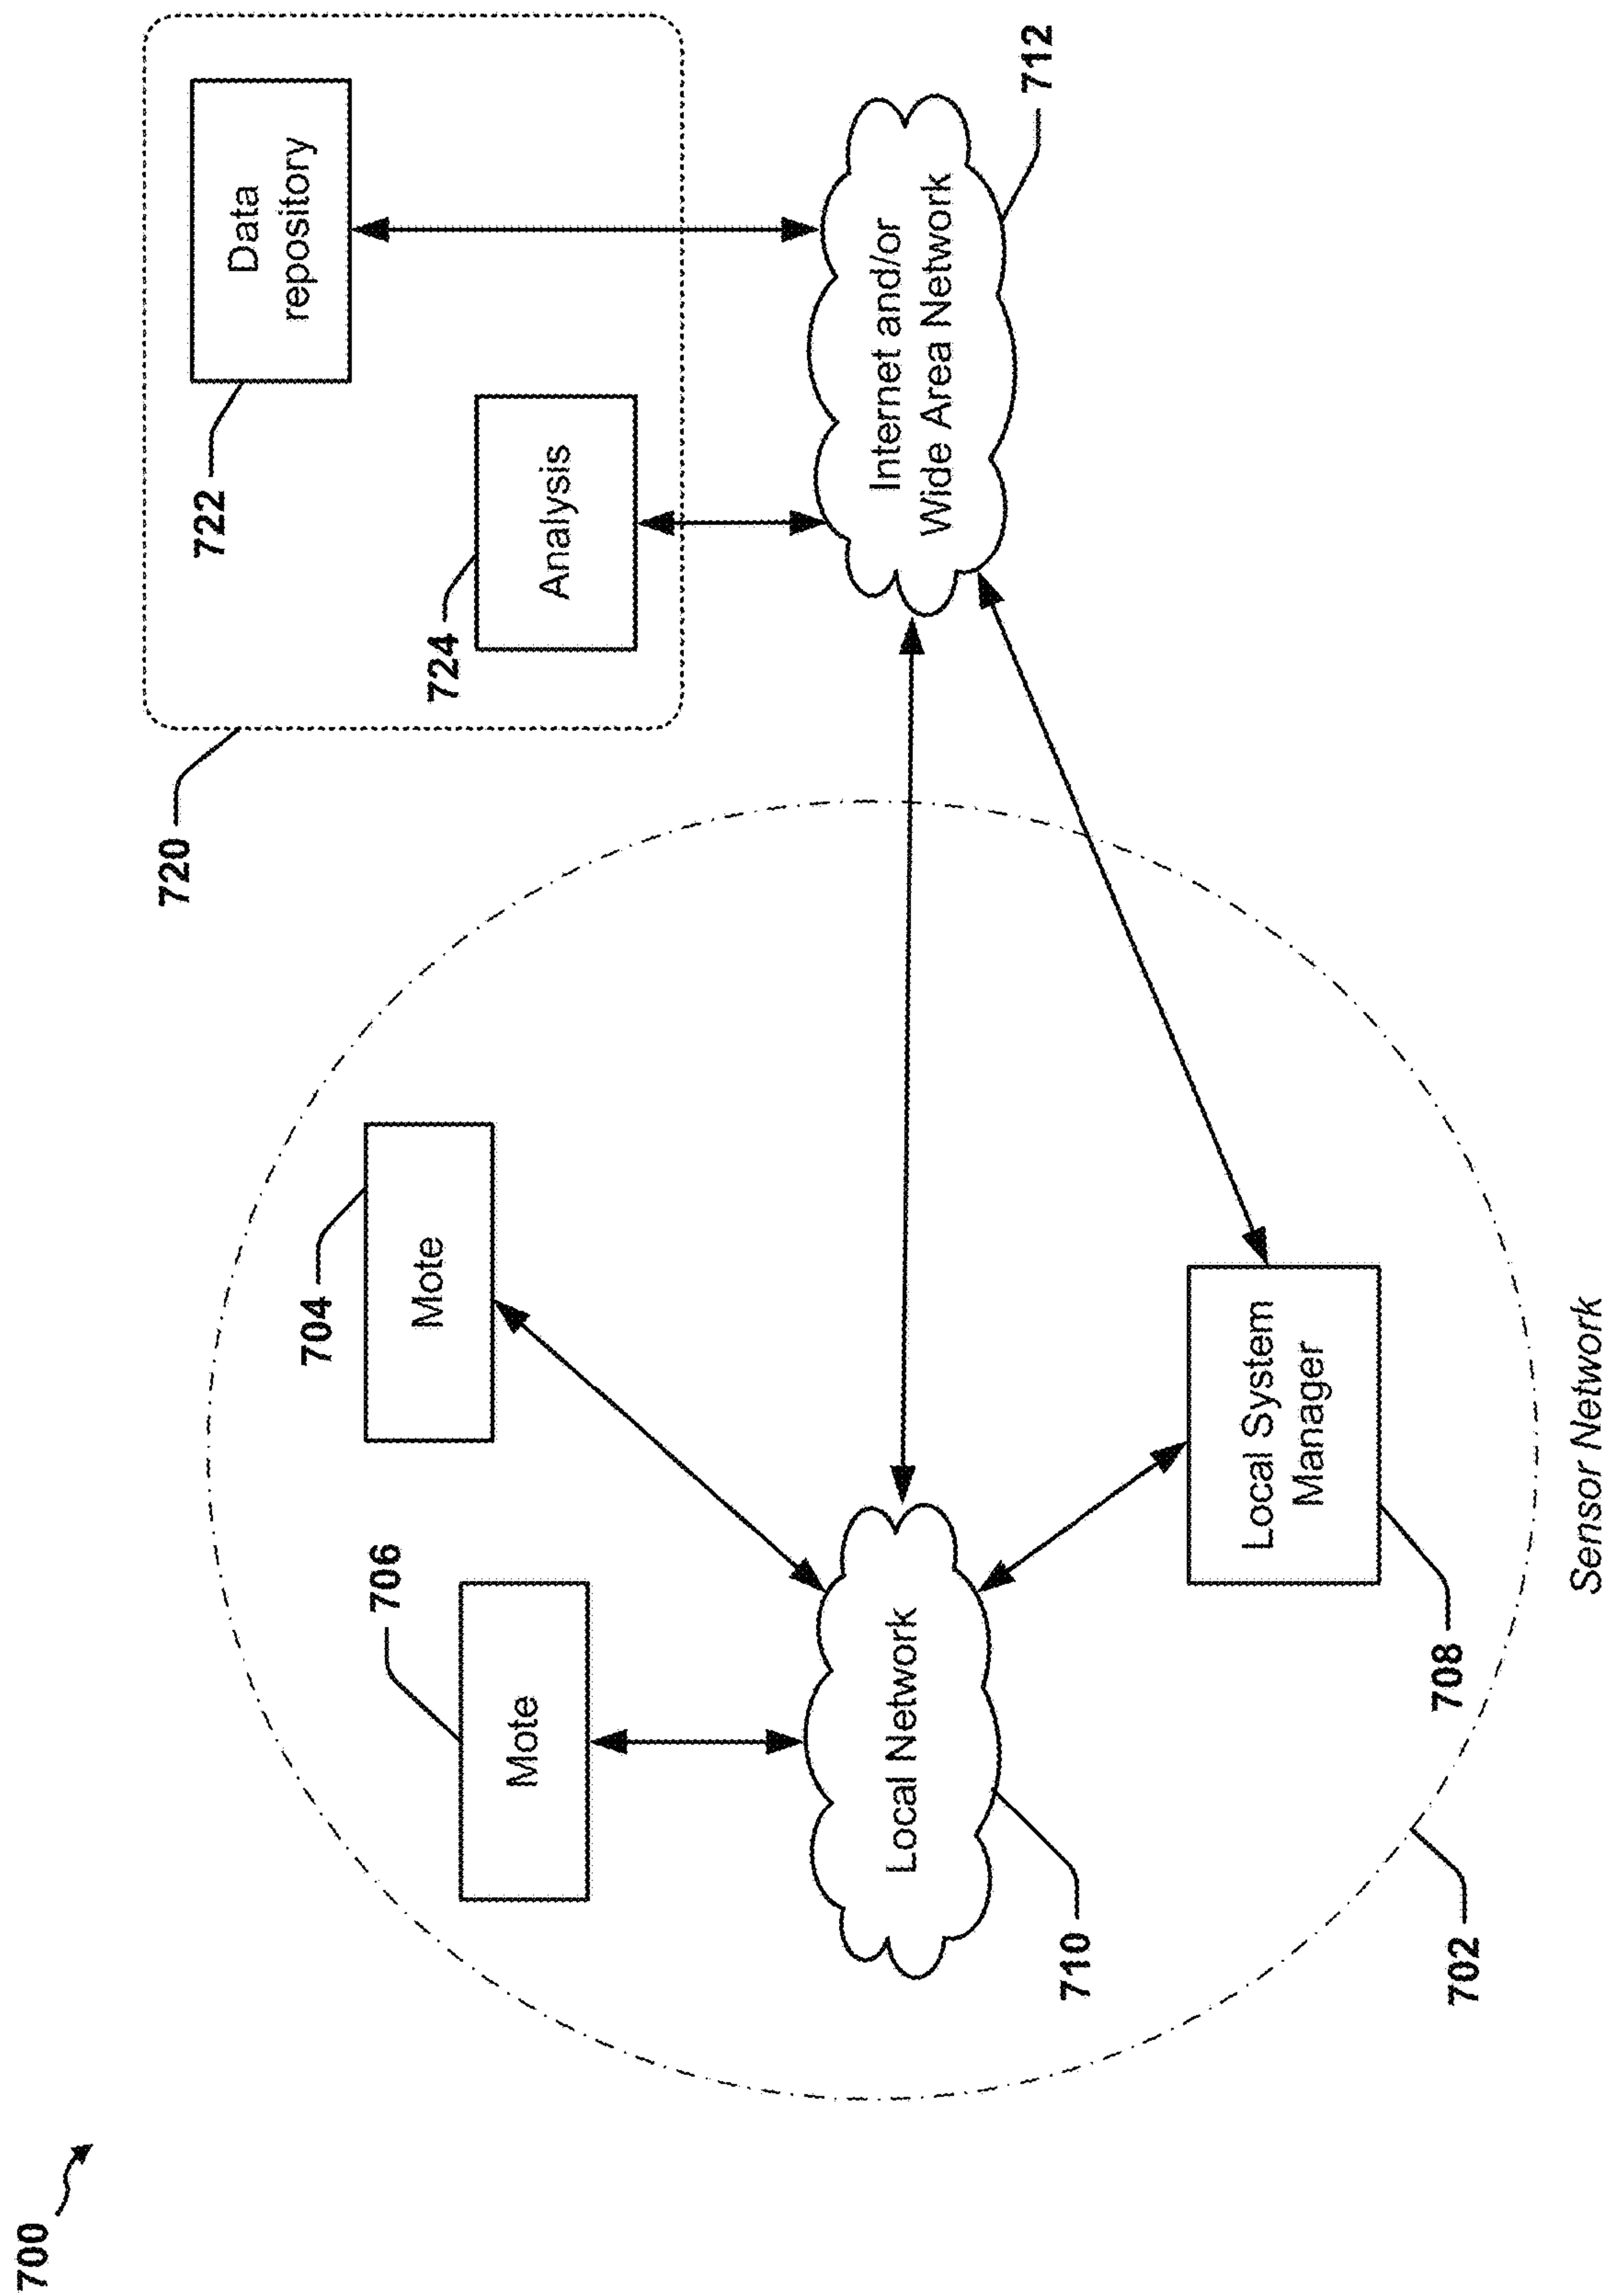 700
706
Mote
704
Mote
Local Network
710
Local System
Manager
708
702
Sensor Network
720
722
Data
repository
724
Analysis
Internet and/or
Wide Area Network
712